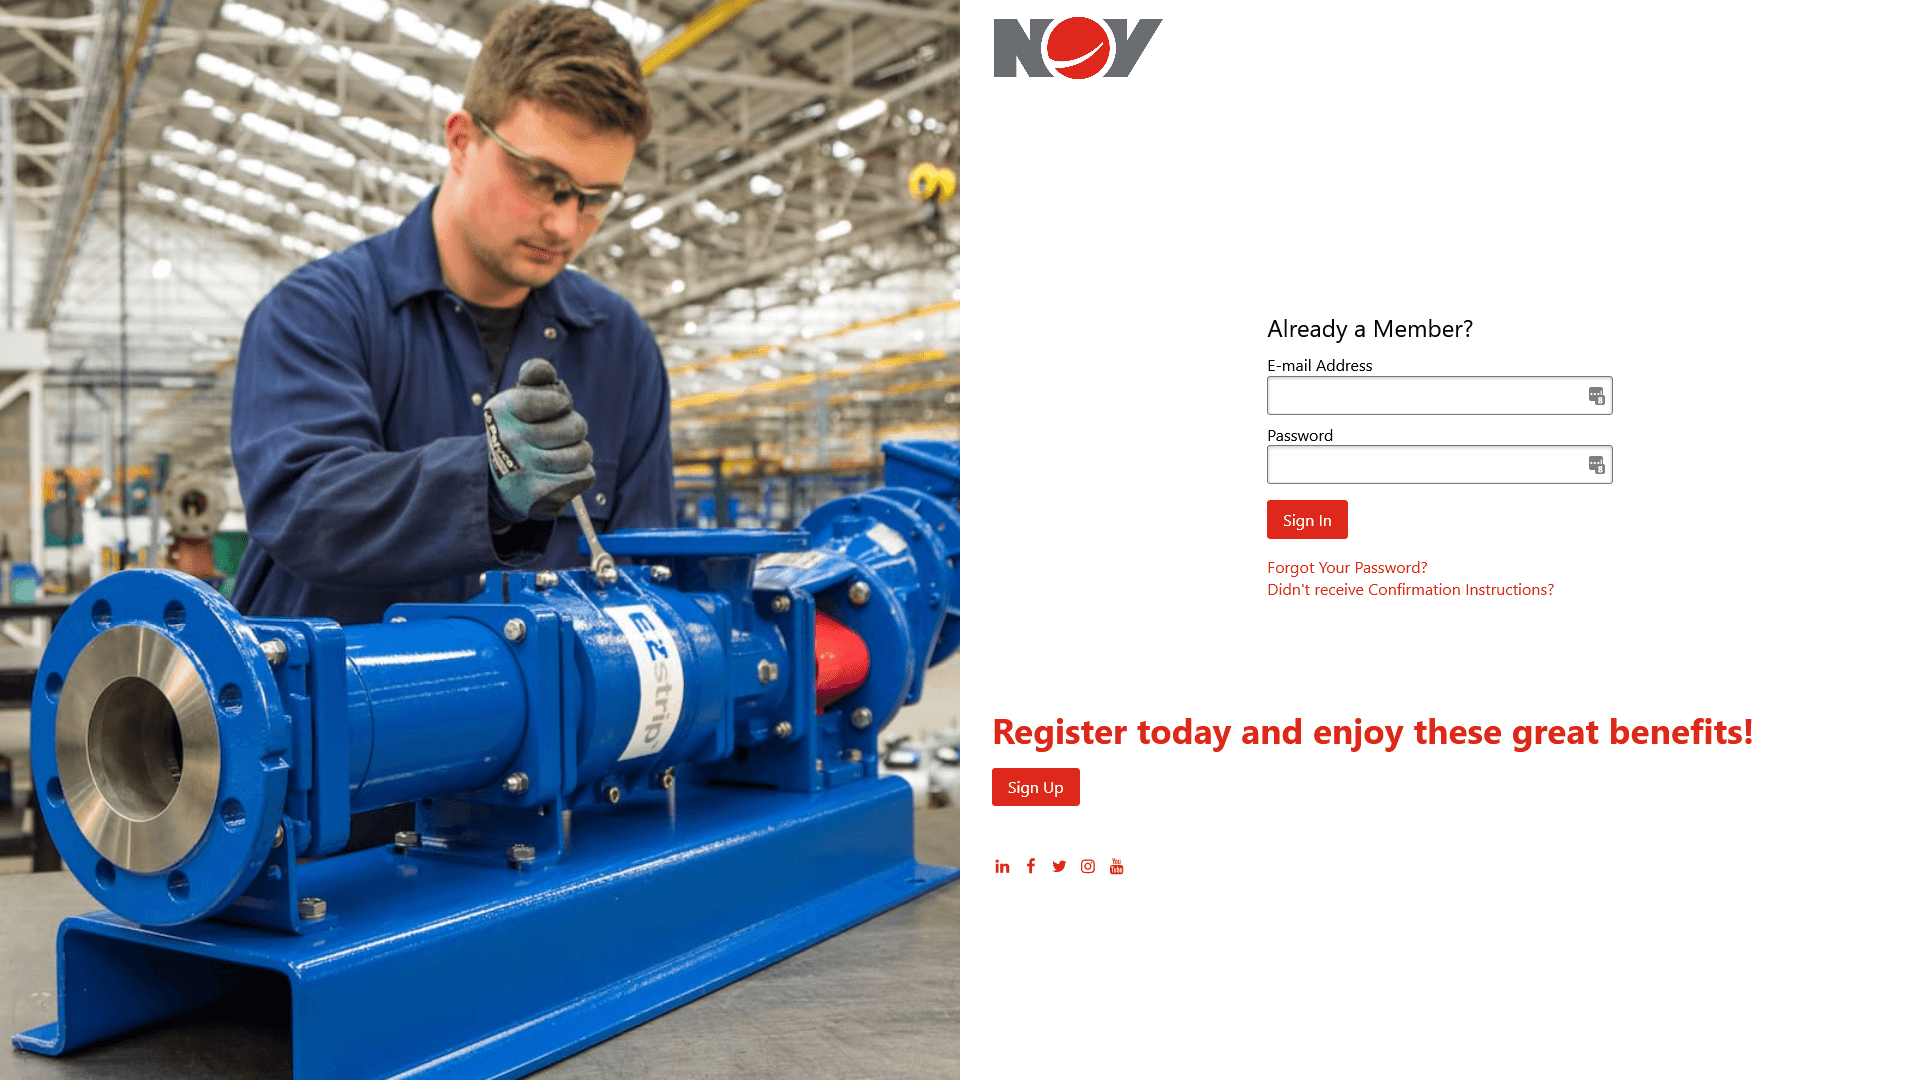 NOV
Already a Member?
E-mail Address
Password
Sign In
Forgot Your Password?
Didn't receive Confirmation Instructions?
EZstrip
Register today and enjoy these great benefits!
Sign Up